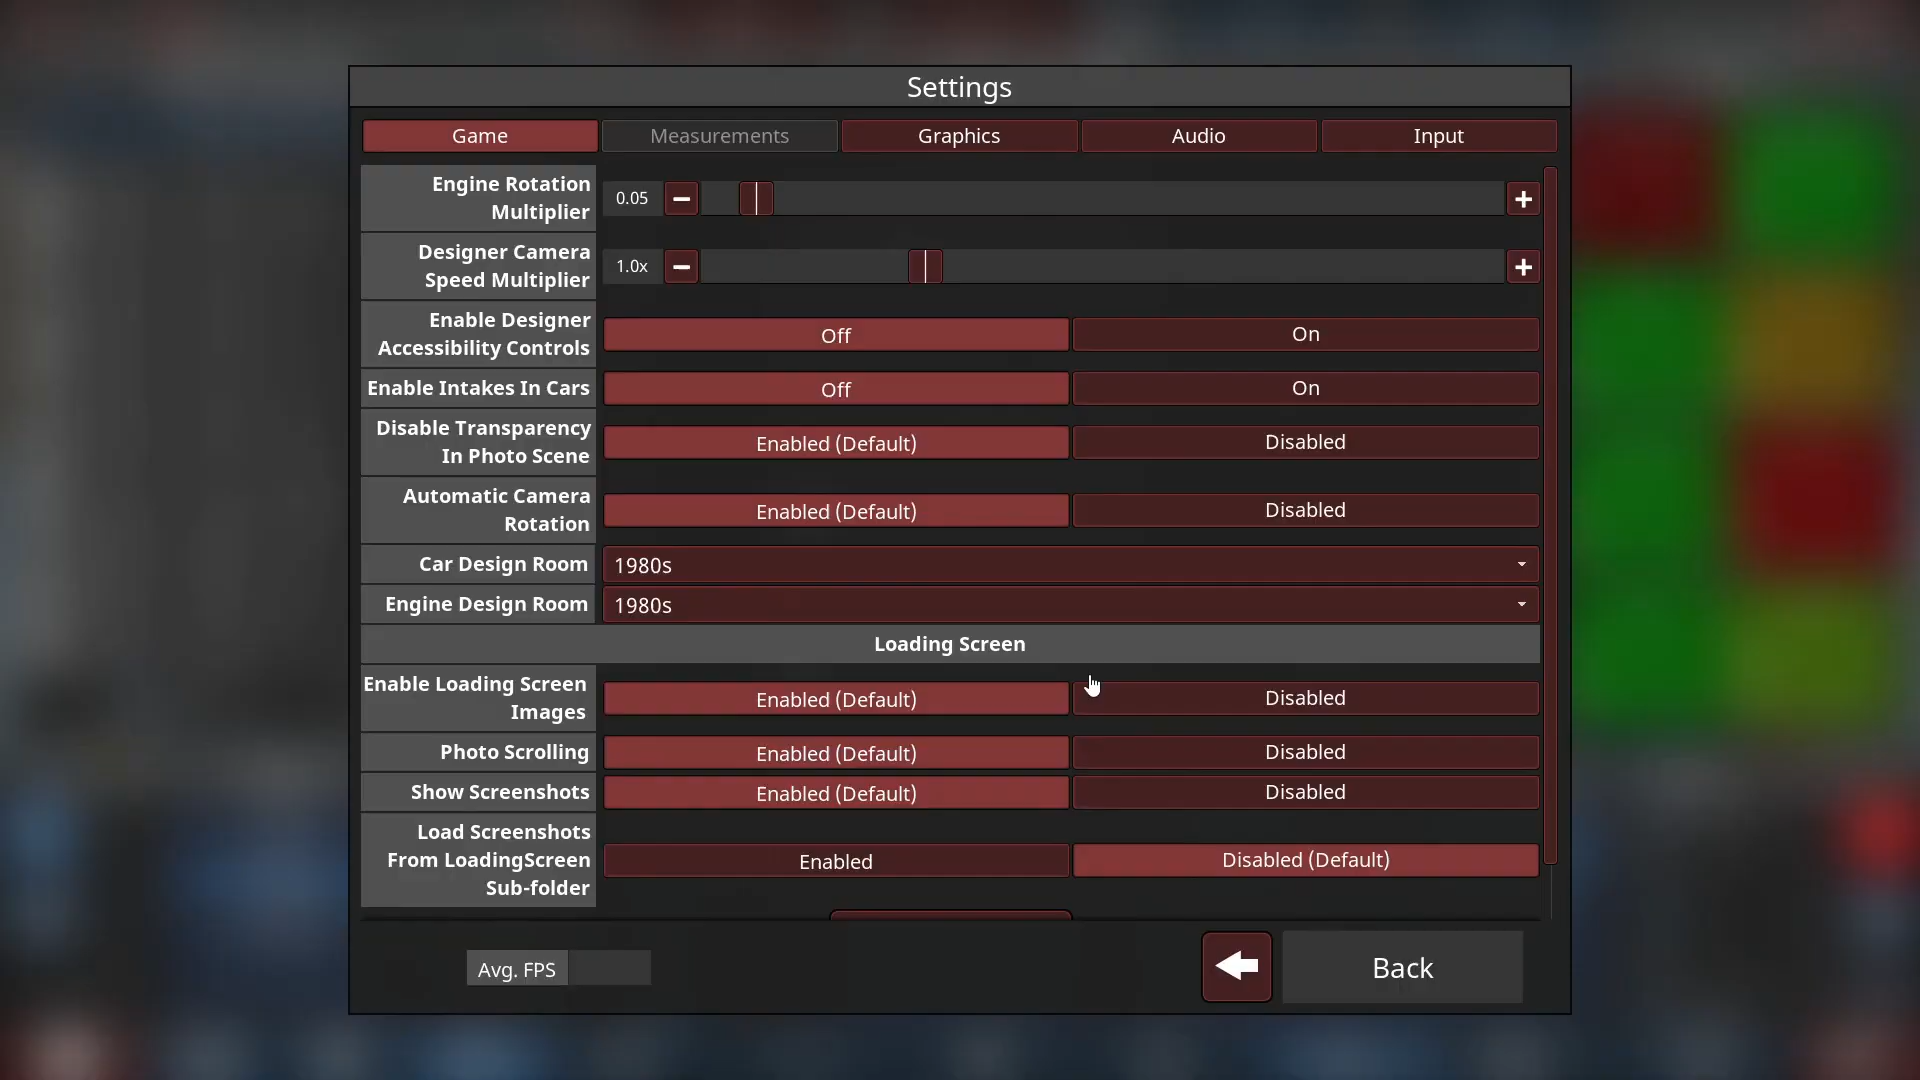 Settings
Game
Measurements
Graphics
Audio
Input
Engine Rotation
Multiplier
0.05
Designer Camera
Speed Multiplier
1.0x
Enable Designer
Accessibility Controls
Off
On
Enable Intakes In Cars
Off
On
Disable Transparency
In Photo Scene
Enabled (Default)
Disabled
Automatic Camera
Rotation
Enabled (Default)
Disabled
Car Design Room
1980s
Engine Design Room
1980s
Loading Screen
Enable Loading Screen
Images
Enabled (Default)
Disabled
Photo Scrolling
Enabled (Default)
Disabled
Show Screenshots
Enabled (Default)
Disabled
Load Screenshots
From LoadingScreen
Sub-folder
Enabled
Disabled (Default)
Avg. FPS
Back